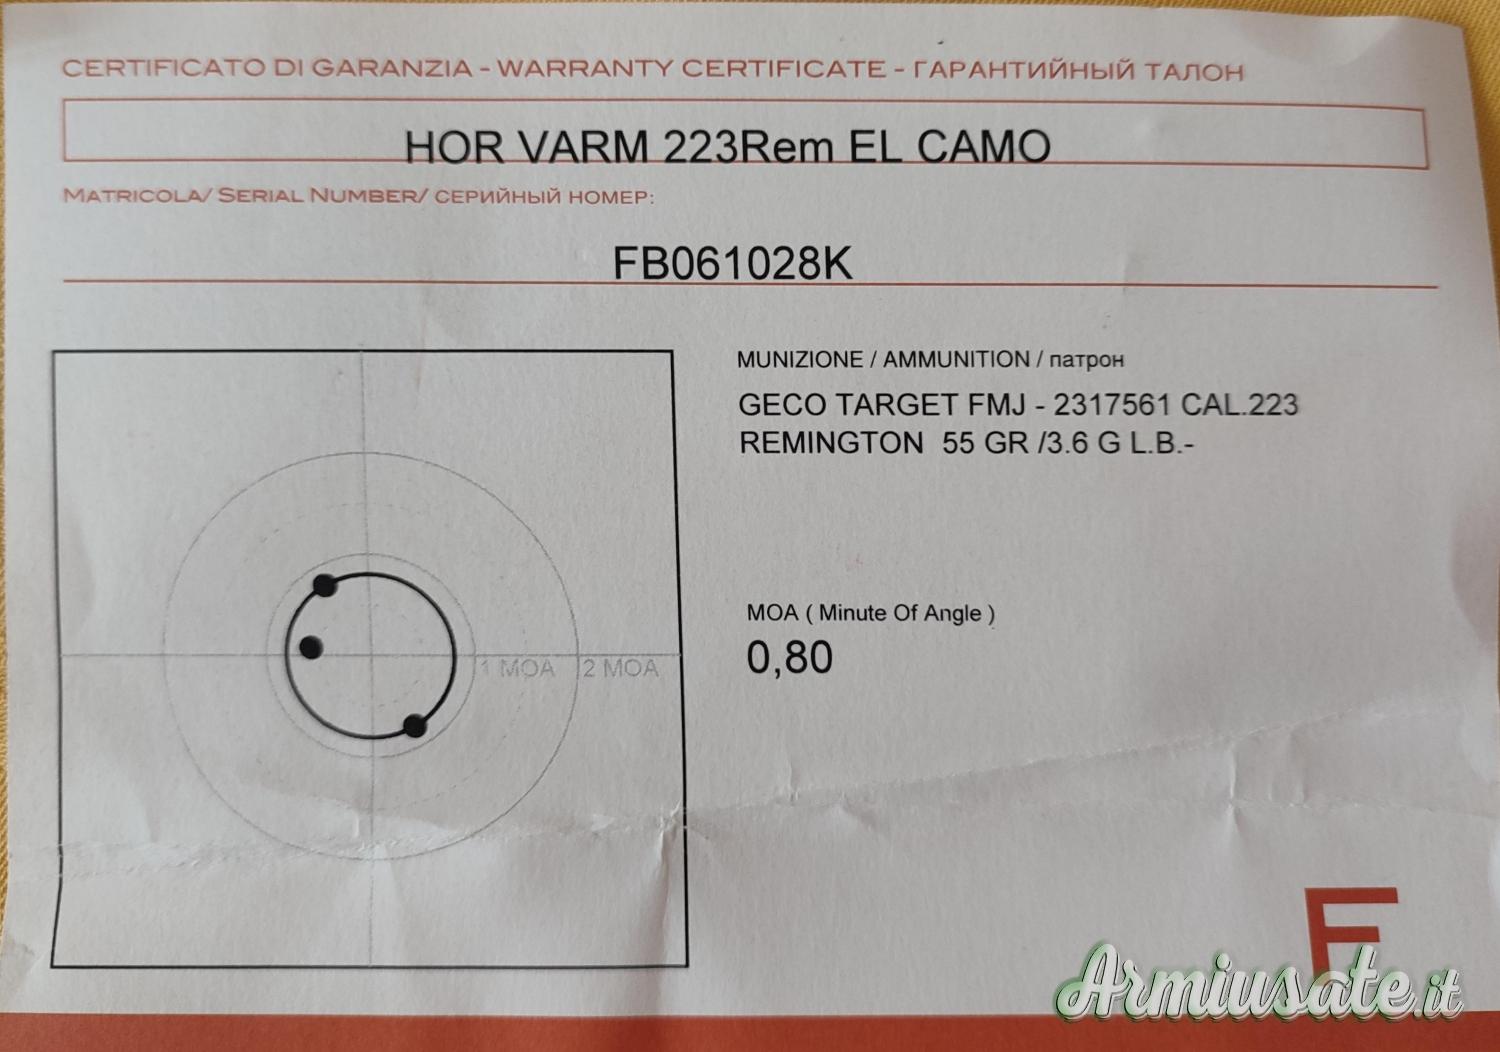 CERTIFICATO DI GARANZIA - WARRANTY CERTIFICATE - ГАРАНТИЙНЫЙ ТАЛОН
HOR VARM 223Rem EL CAMO
MATRICOLA/ SERIAL NUMBER/ СЕРИЙНЫЙ НОМЕР:
FB061028K
MUNIZIONE / AMMUNITION / патрон
GECO TARGET FMJ - 2317561 CAL.223
REMINGTON 55 GR /3.6 G L.B.-
MOA ( Minute Of Angle )
0,80
1 MOA 2 MOA
F
Armiusate.it